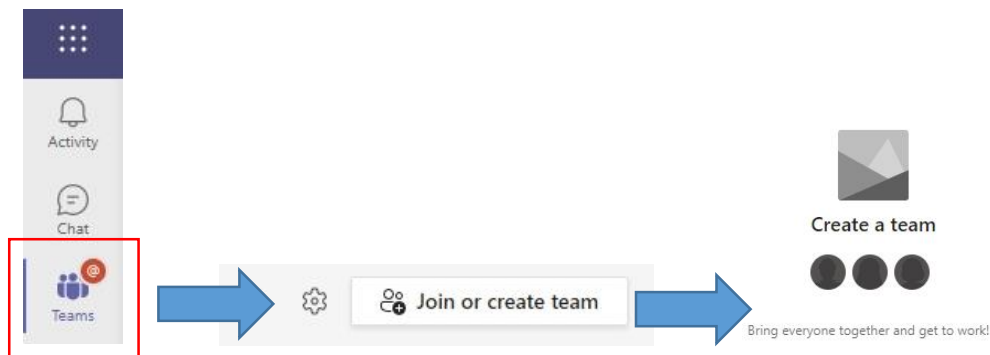 Activity
Chat
@
Teams
Join or create team
Create a team
Bring everyone together and get to work!